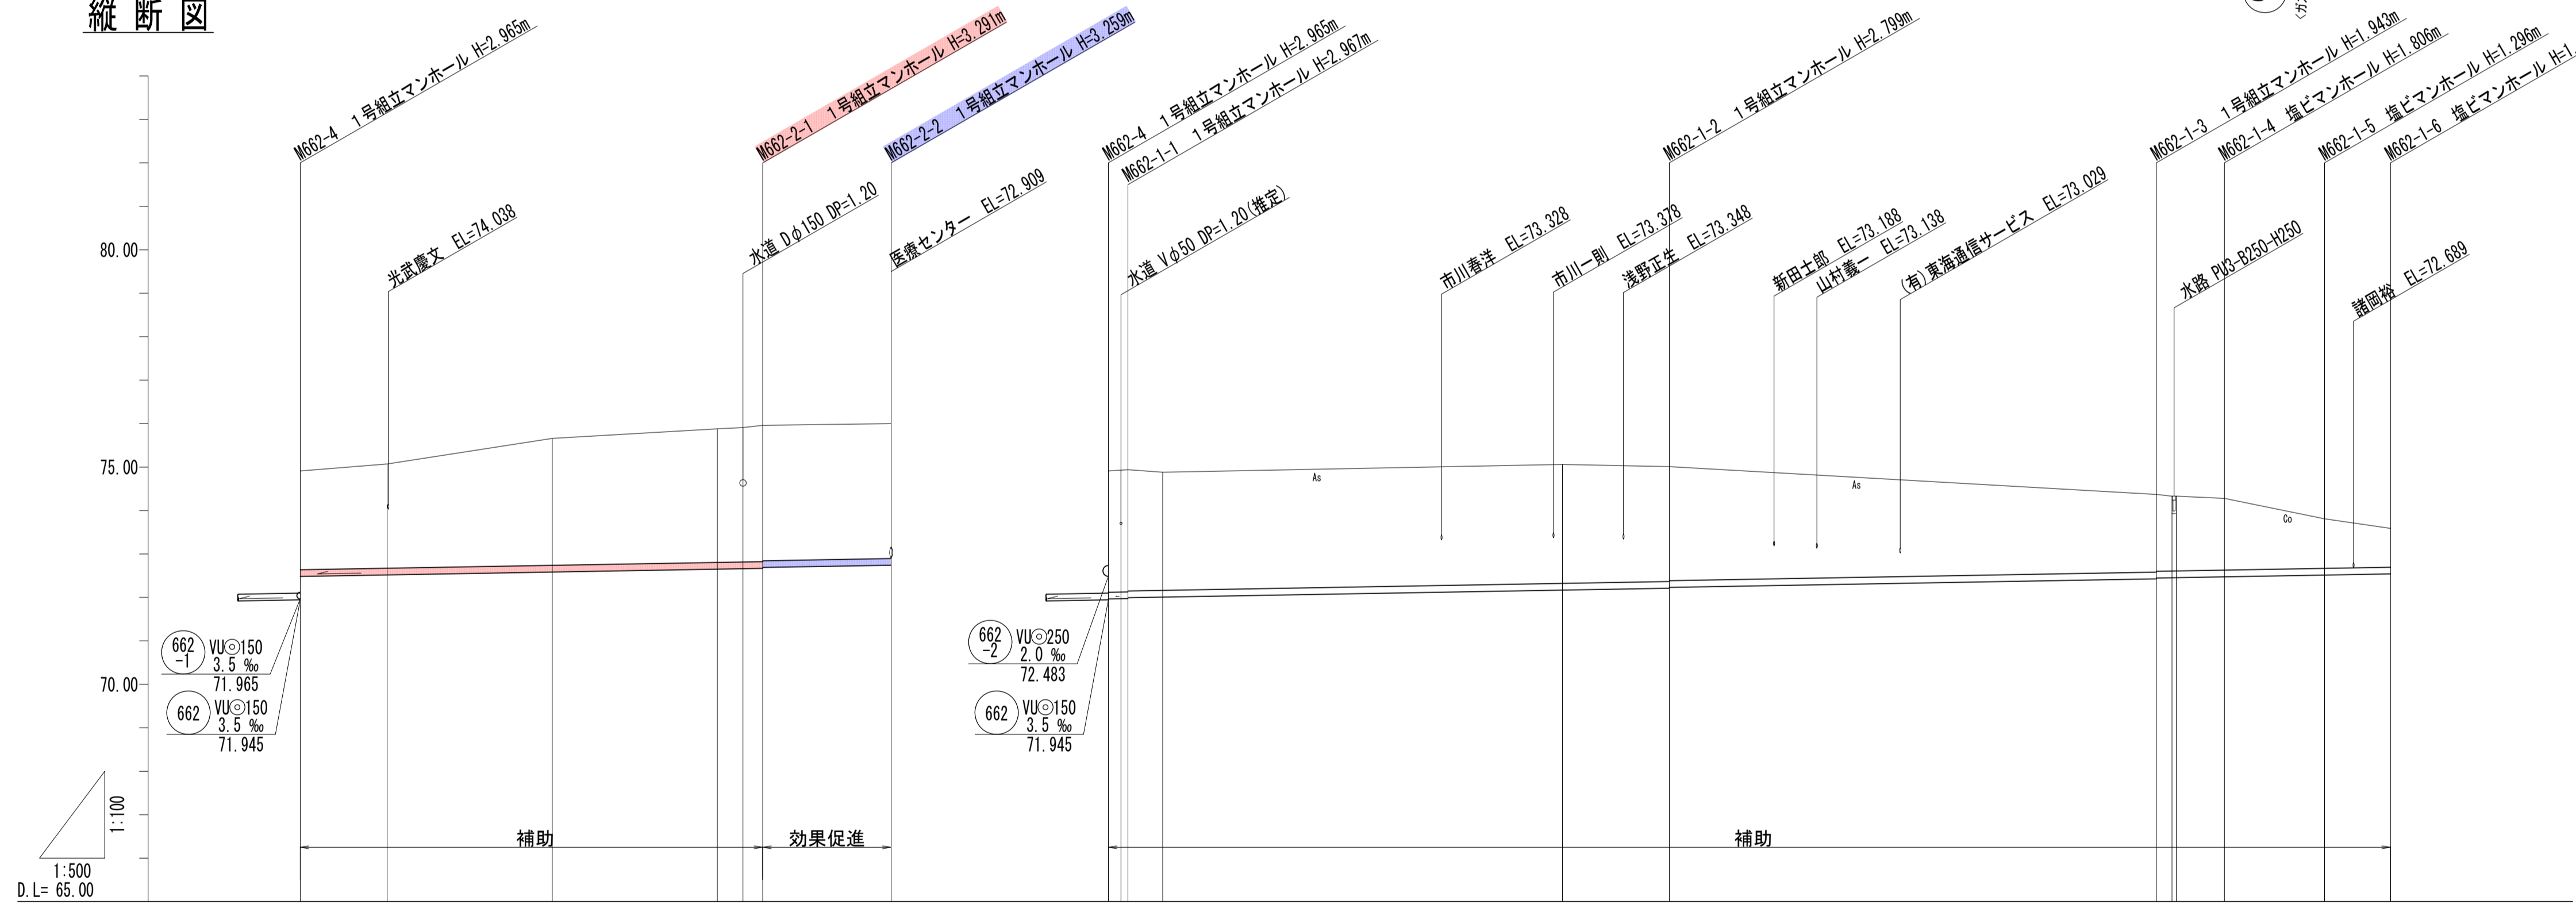 縦断図
M662-4 1号組立マンホール H=2.965m
M662-2-1 1号組立マンホール H=3.291m
M662-2-2 1号組立マンホール H=3.259m
M662-4 1号組立マンホール H=2.965m
M662-1-1 1号組立マンホール H=2.967m
M662-1-2 1号組立マンホール H=2.799m
M662-1-3 1号組立マンホール H=1.943m
M662-1-4 塩ビマンホール H=1.806m
M662-1-5 塩ビマンホール H=1.296m
M662-1-6 塩ビマンホール H=1.
光武慶文 EL=74.038
水道 Dφ150 DP=1.20
医療センター EL=72.909
水道 Vφ50 DP=1.20(推定)
市川春洋 EL=73.328
市川一則 EL=73.378
浅野正生 EL=73.348
新田士郎 EL=73.188
山村義一 EL=73.138
(有)東海通信サービス EL=73.029
水路 PU3-B250-H250
諸岡裕 EL=72.689
80.00
75.00
70.00
As
As
Co
662
-1
VU◎150
3.5 ‰
71.965
662
VU◎150
3.5 ‰
71.945
662
-2
VU◎250
2.0 ‰
72.483
662
VU◎150
3.5 ‰
71.945
補助
効果促進
補助
1:100
1:500
D.L= 65.00